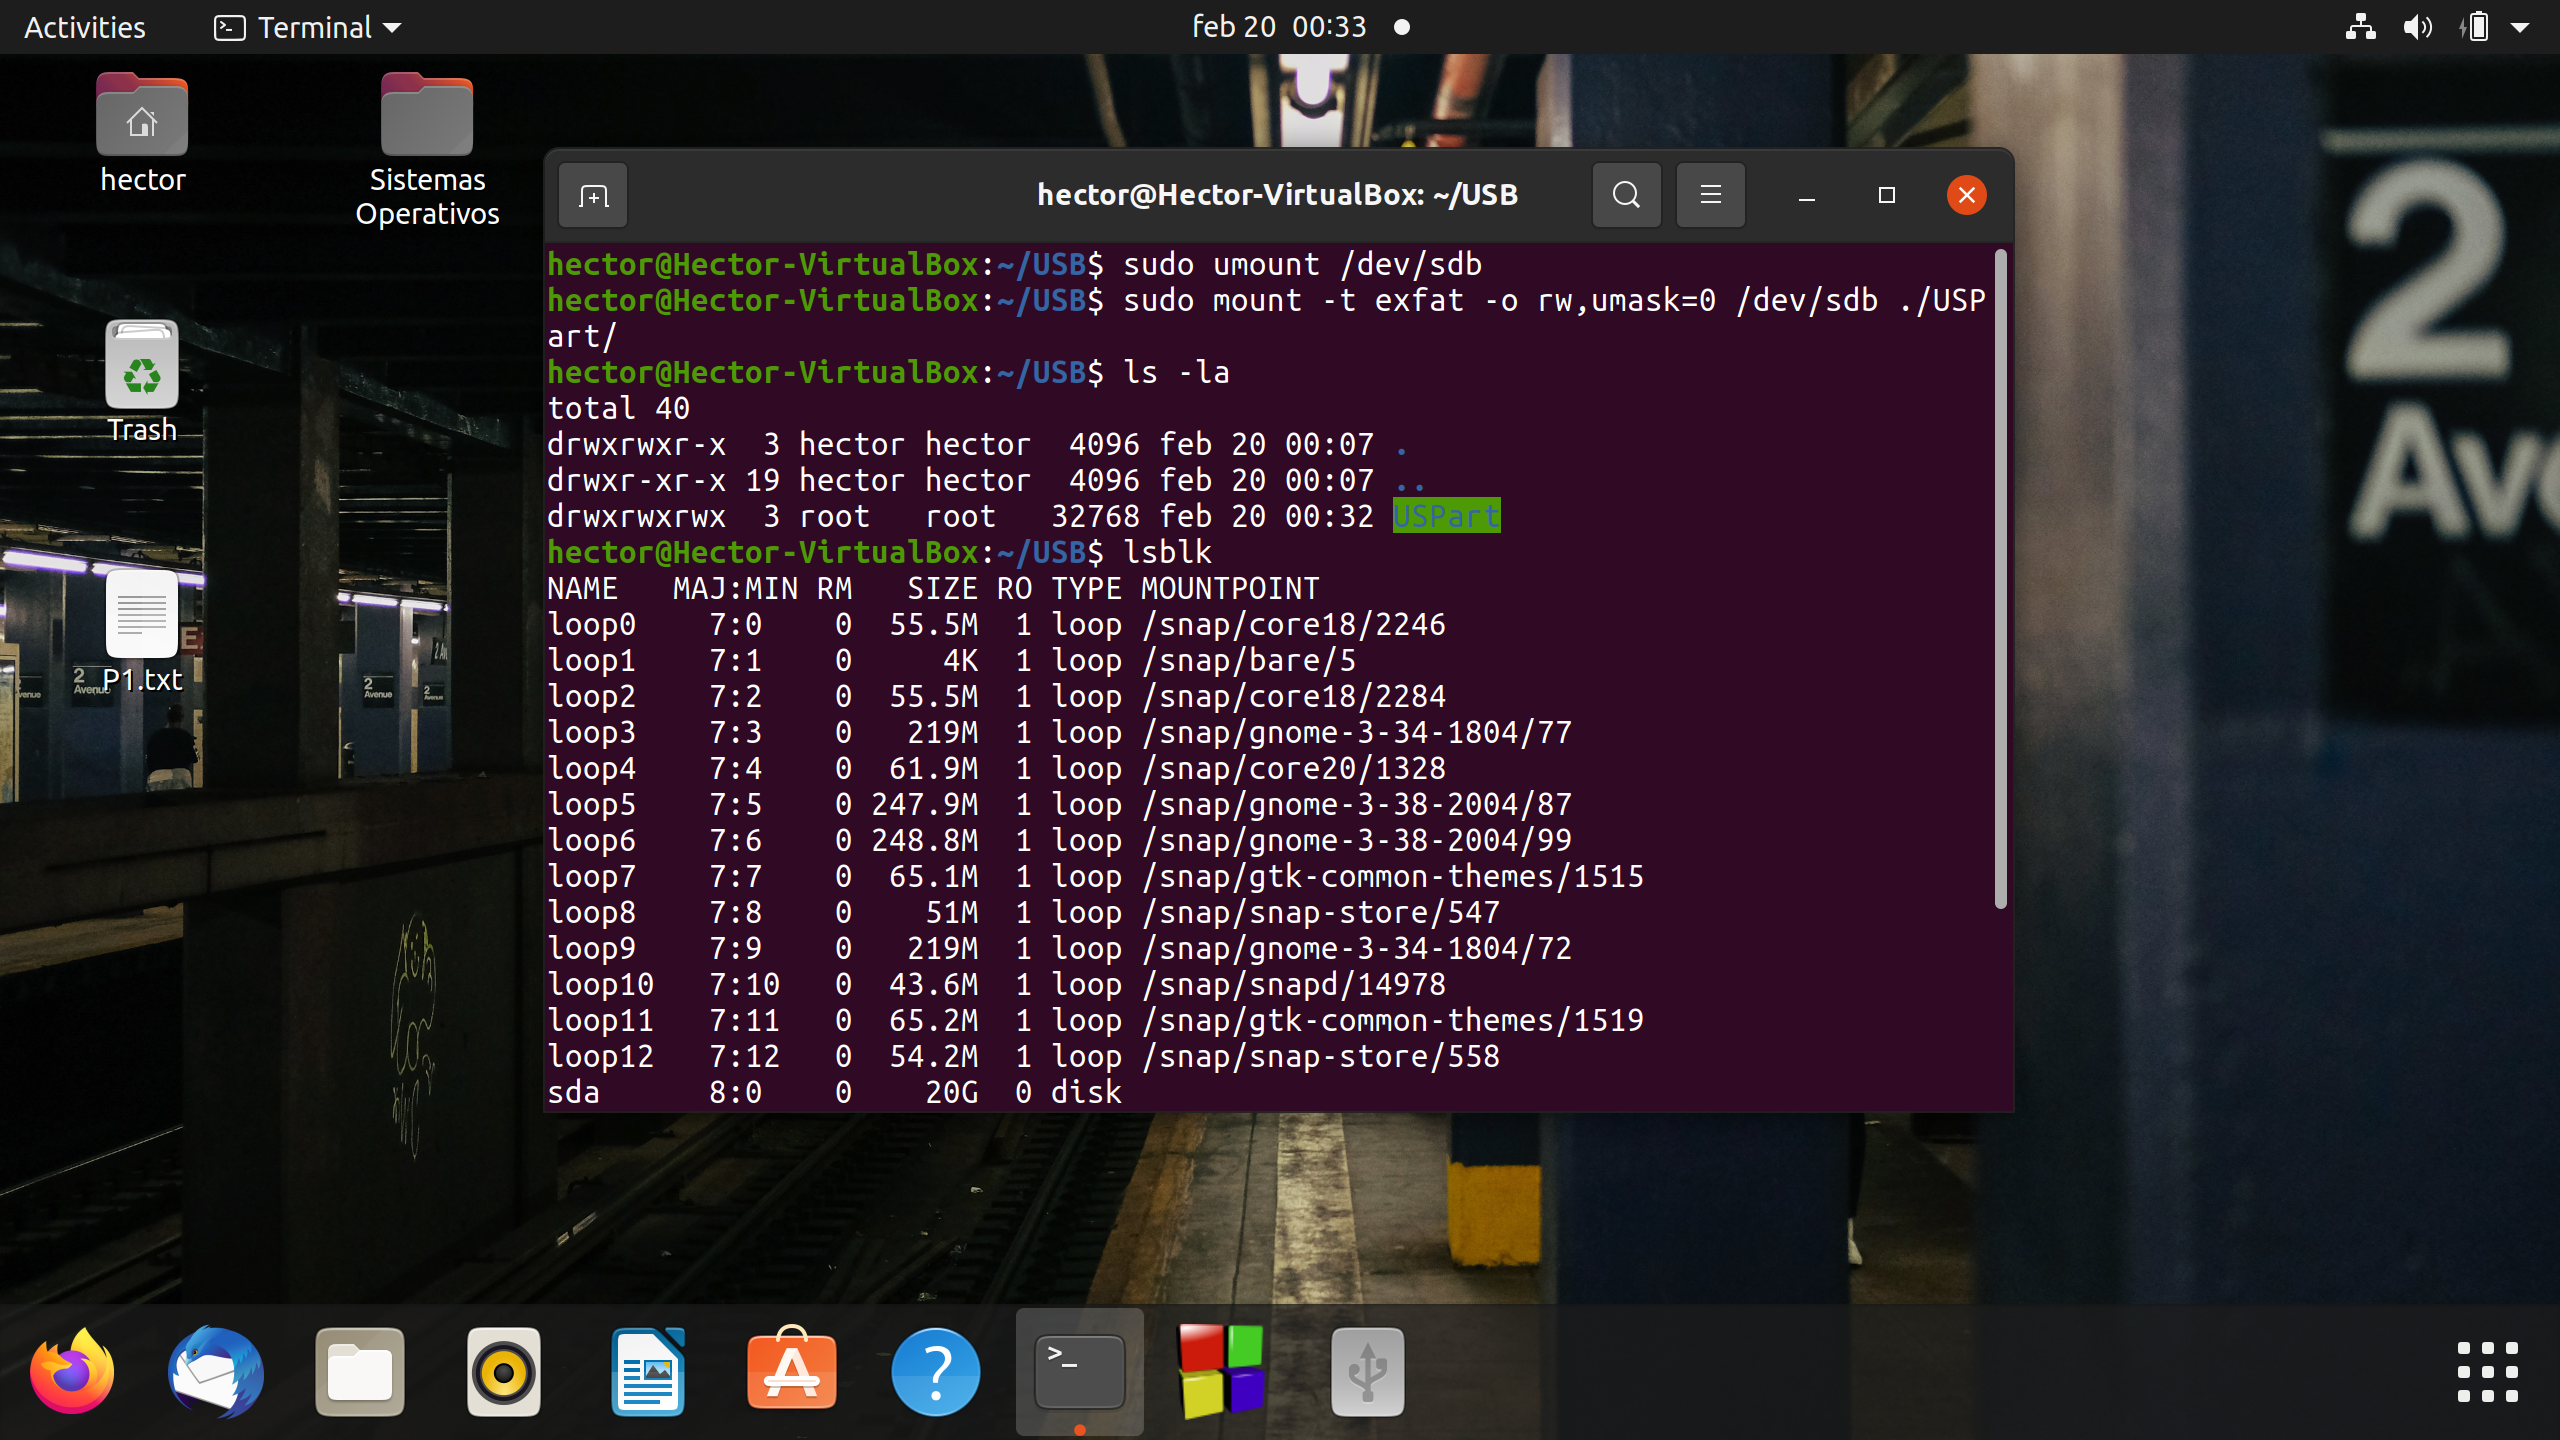 Activities
Terminal
feb 20 00:33
hector
Sistemas
Operativos
Trash
P1.txt
hector@Hector-VirtualBox: ~/USB
hector@Hector-VirtualBox:~/USB$ sudo umount /dev/sdb
hector@Hector-VirtualBox:~/USB$ sudo mount -t exfat -o rw,umask=0 /dev/sdb ./USP
art/
hector@Hector-VirtualBox:~/USB$ ls -la
total 40
drwxrwxr-x  3 hector hector  4096 feb 20 00:07 .
drwxr-xr-x 19 hector hector  4096 feb 20 00:07 ..
drwxrwxrwx  3 root   root   32768 feb 20 00:32 USPart
hector@Hector-VirtualBox:~/USB$ lsblk
NAME   MAJ:MIN RM   SIZE RO TYPE MOUNTPOINT
loop0    7:0    0  55.5M  1 loop /snap/core18/2246
loop1    7:1    0     4K  1 loop /snap/bare/5
loop2    7:2    0  55.5M  1 loop /snap/core18/2284
loop3    7:3    0   219M  1 loop /snap/gnome-3-34-1804/77
loop4    7:4    0  61.9M  1 loop /snap/core20/1328
loop5    7:5    0 247.9M  1 loop /snap/gnome-3-38-2004/87
loop6    7:6    0 248.8M  1 loop /snap/gnome-3-38-2004/99
loop7    7:7    0  65.1M  1 loop /snap/gtk-common-themes/1515
loop8    7:8    0    51M  1 loop /snap/snap-store/547
loop9    7:9    0   219M  1 loop /snap/gnome-3-34-1804/72
loop10   7:10   0  43.6M  1 loop /snap/snapd/14978
loop11   7:11   0  65.2M  1 loop /snap/gtk-common-themes/1519
loop12   7:12   0  54.2M  1 loop /snap/snap-store/558
sda      8:0    0    20G  0 disk
2
Ave
2
Avenue
2
Avenue
2
Avenue